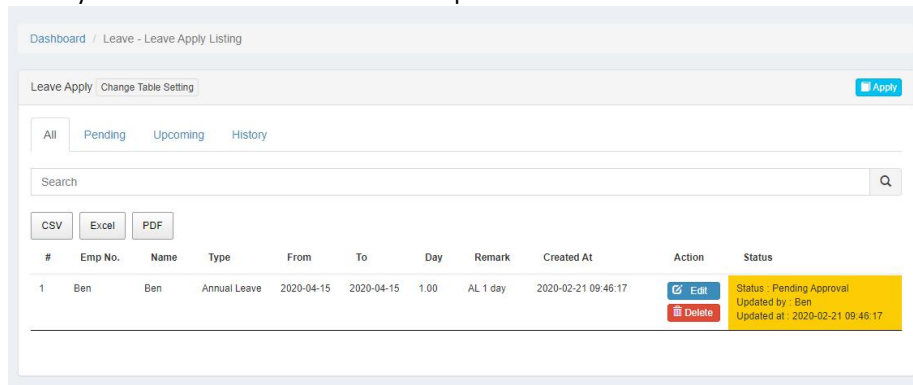 Dashboard / Leave - Leave Apply Listing
Leave Apply Change Table Setting Apply
All Pending Upcoming History
Search
CSV Excel PDF
# Emp No. Name Type From To Day Remark Created At Action Status
1 Ben Ben Annual Leave 2020-04-15 2020-04-15 1.00 AL 1 day 2020-02-21 09:46:17 Edit Status : Pending Approval
Updated by : Ben
Delete Updated at : 2020-02-21 09:46:17